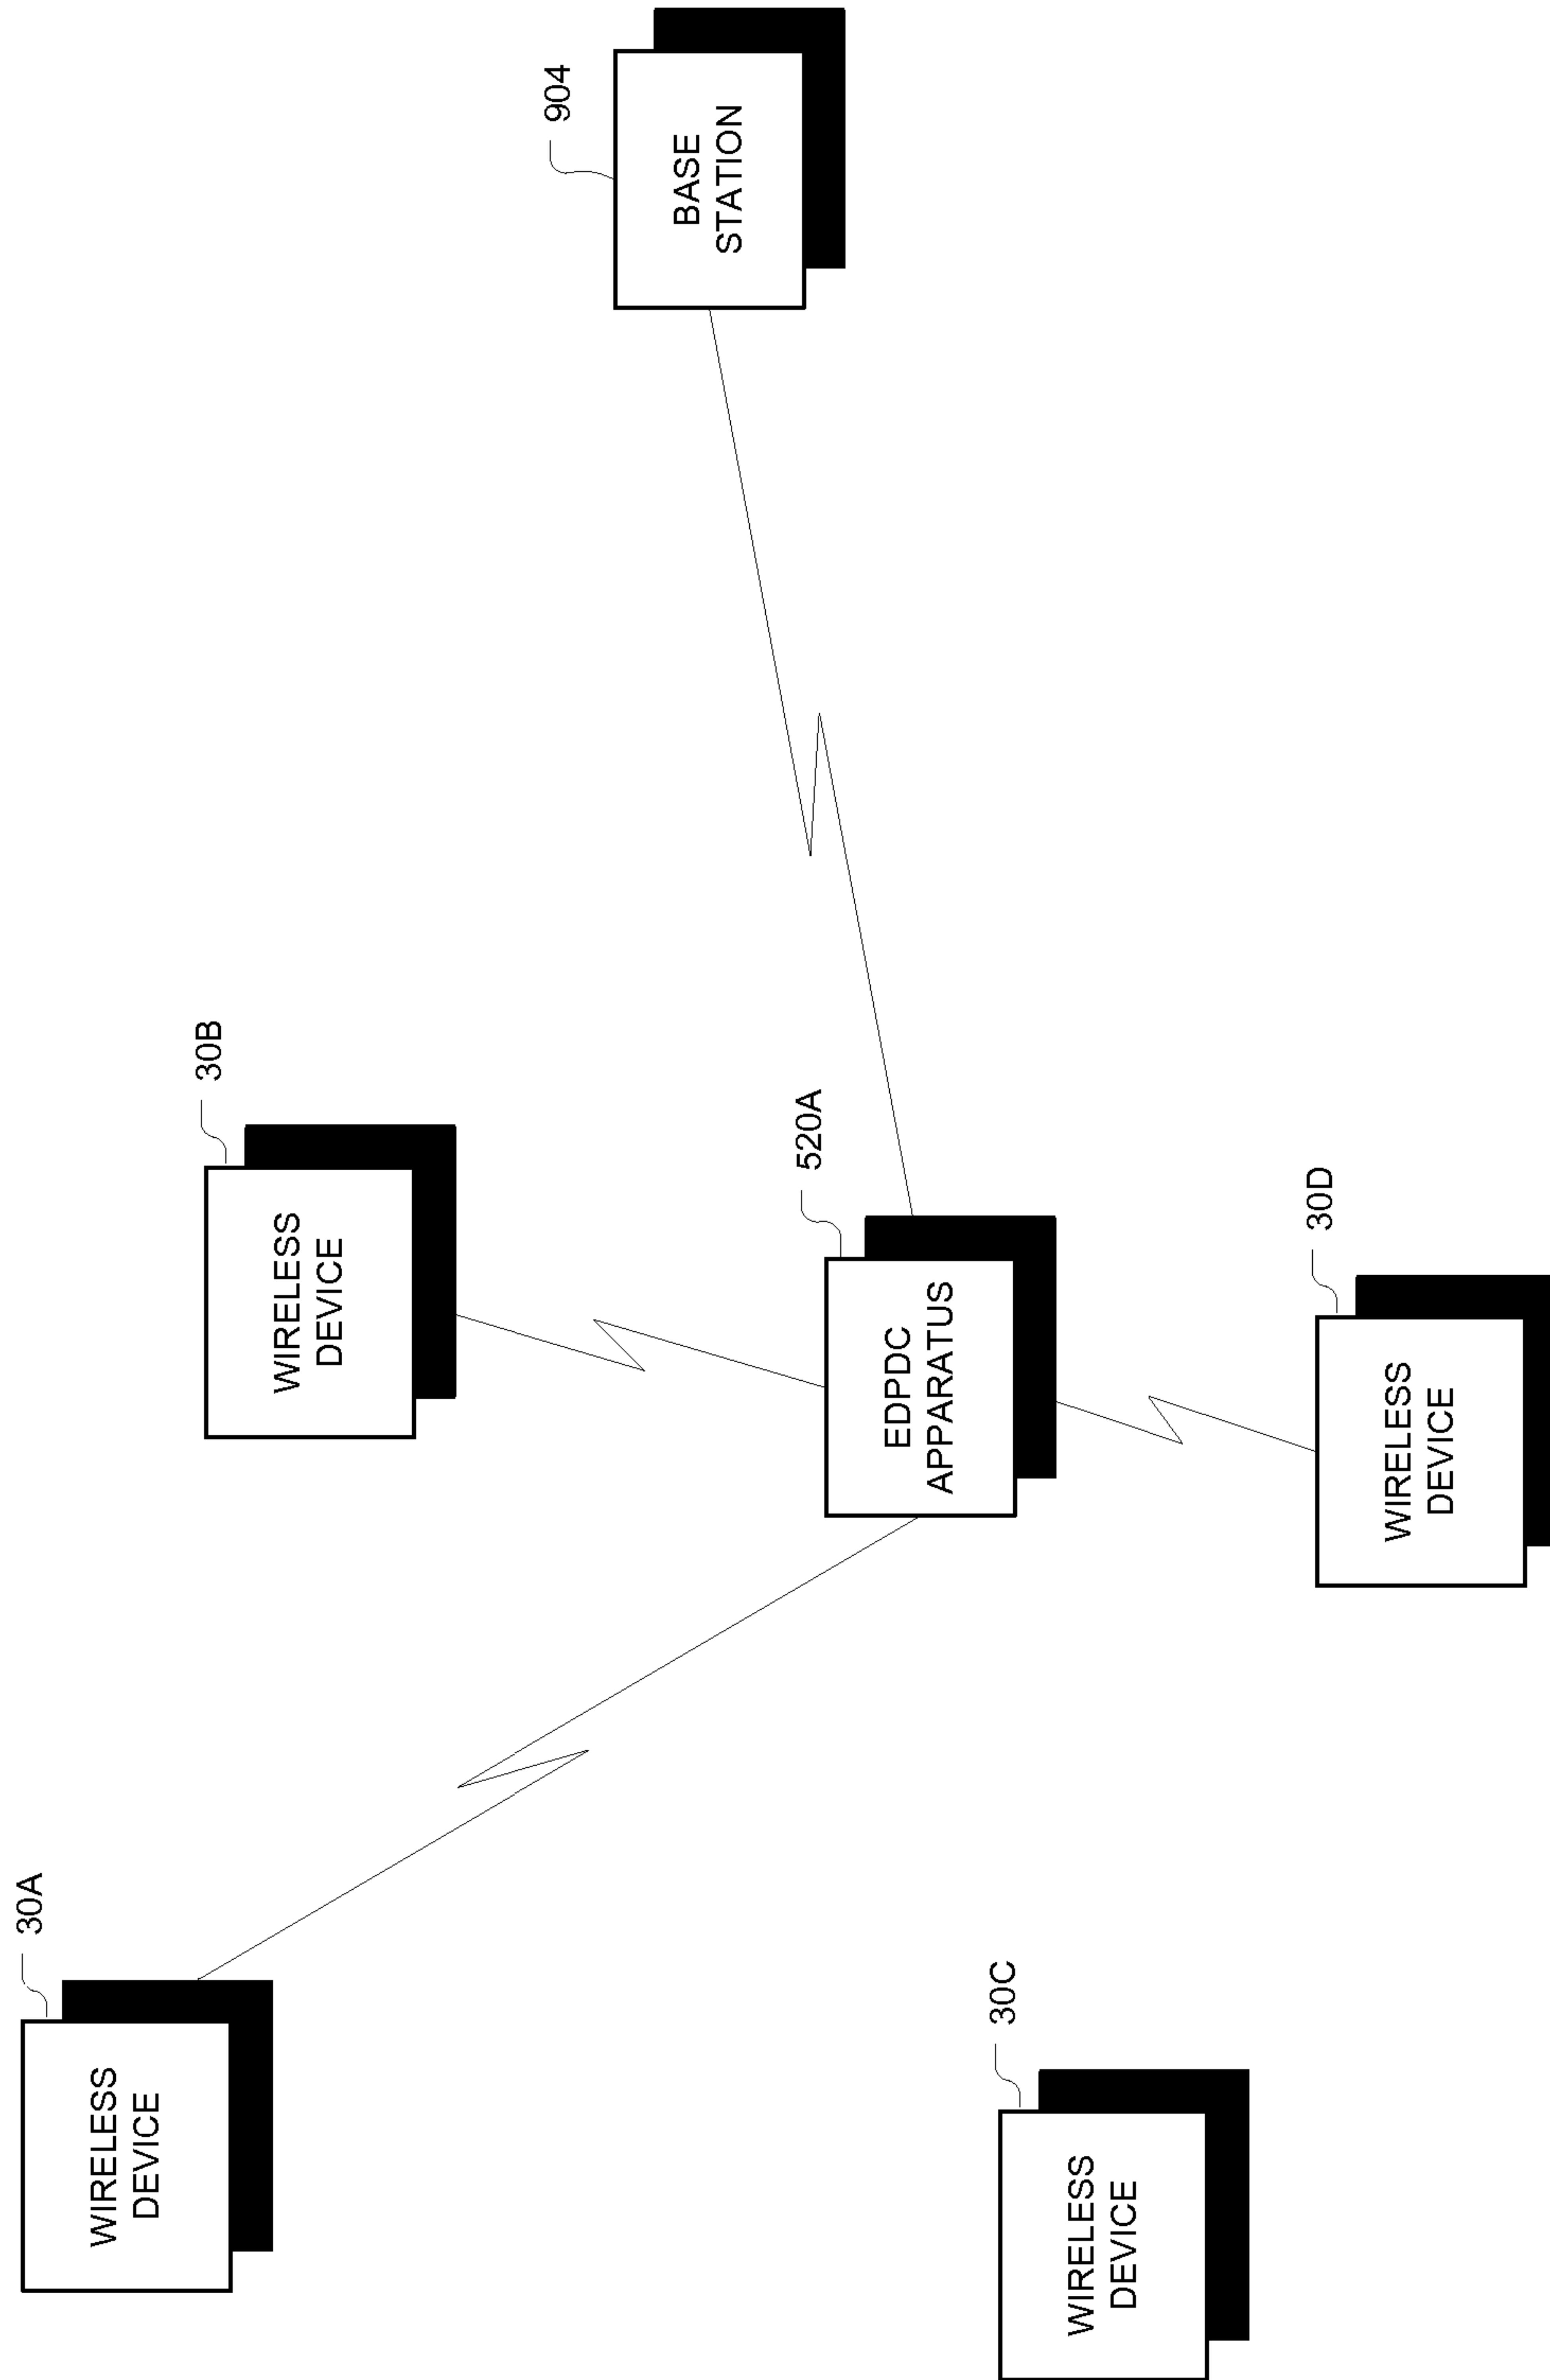 30A
WIRELESS
DEVICE
30B
WIRELESS
DEVICE
904
BASE
STATION
520A
EDPDC
APPARATUS
30C
WIRELESS
DEVICE
30D
WIRELESS
DEVICE